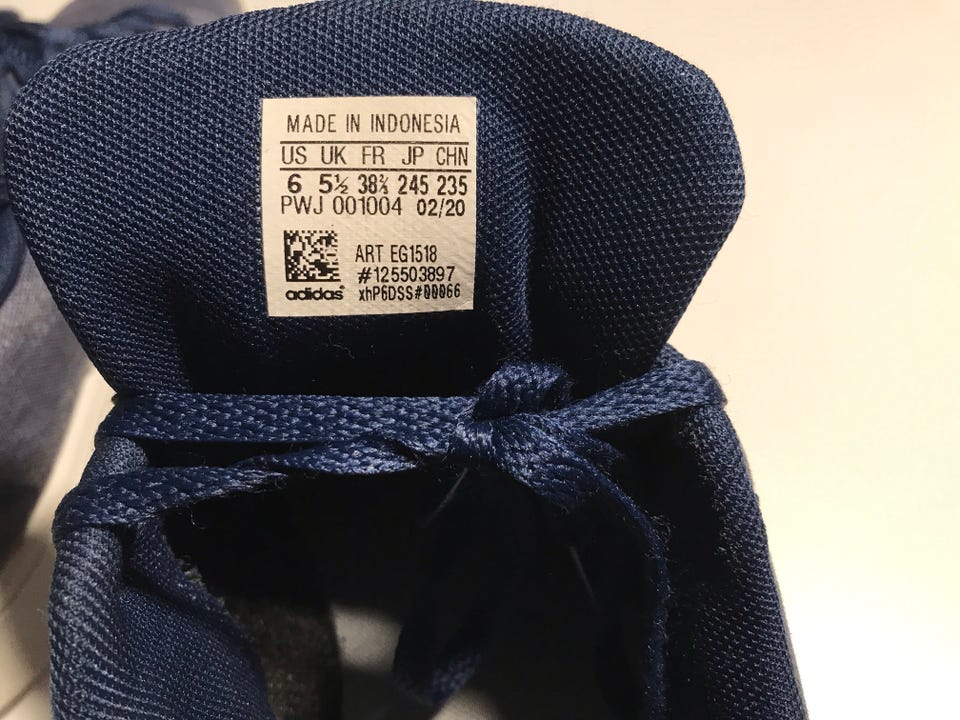 MADE IN INDONESIA
US UK FR JP CHN
6 5½ 38⅔ 245 235
PWJ 001004 02/20
ART EG1518
#125503897
adidas xhP6DSS#00066